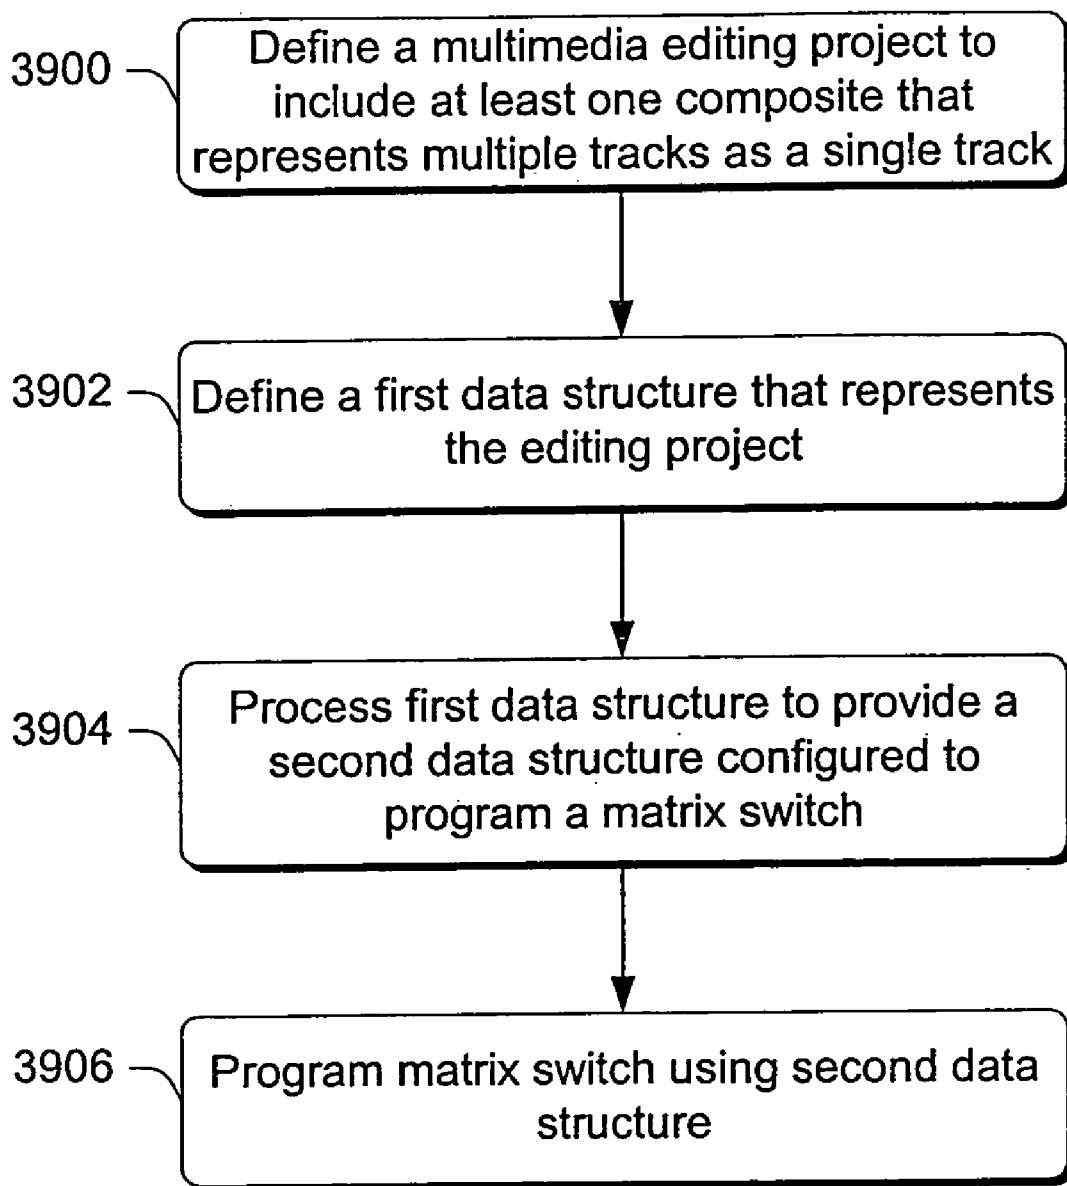 3900
Define a multimedia editing project to
include at least one composite that
represents multiple tracks as a single track
3902
Define a first data structure that represents
the editing project
3904
Process first data structure to provide a
second data structure configured to
program a matrix switch
3906
Program matrix switch using second data
structure